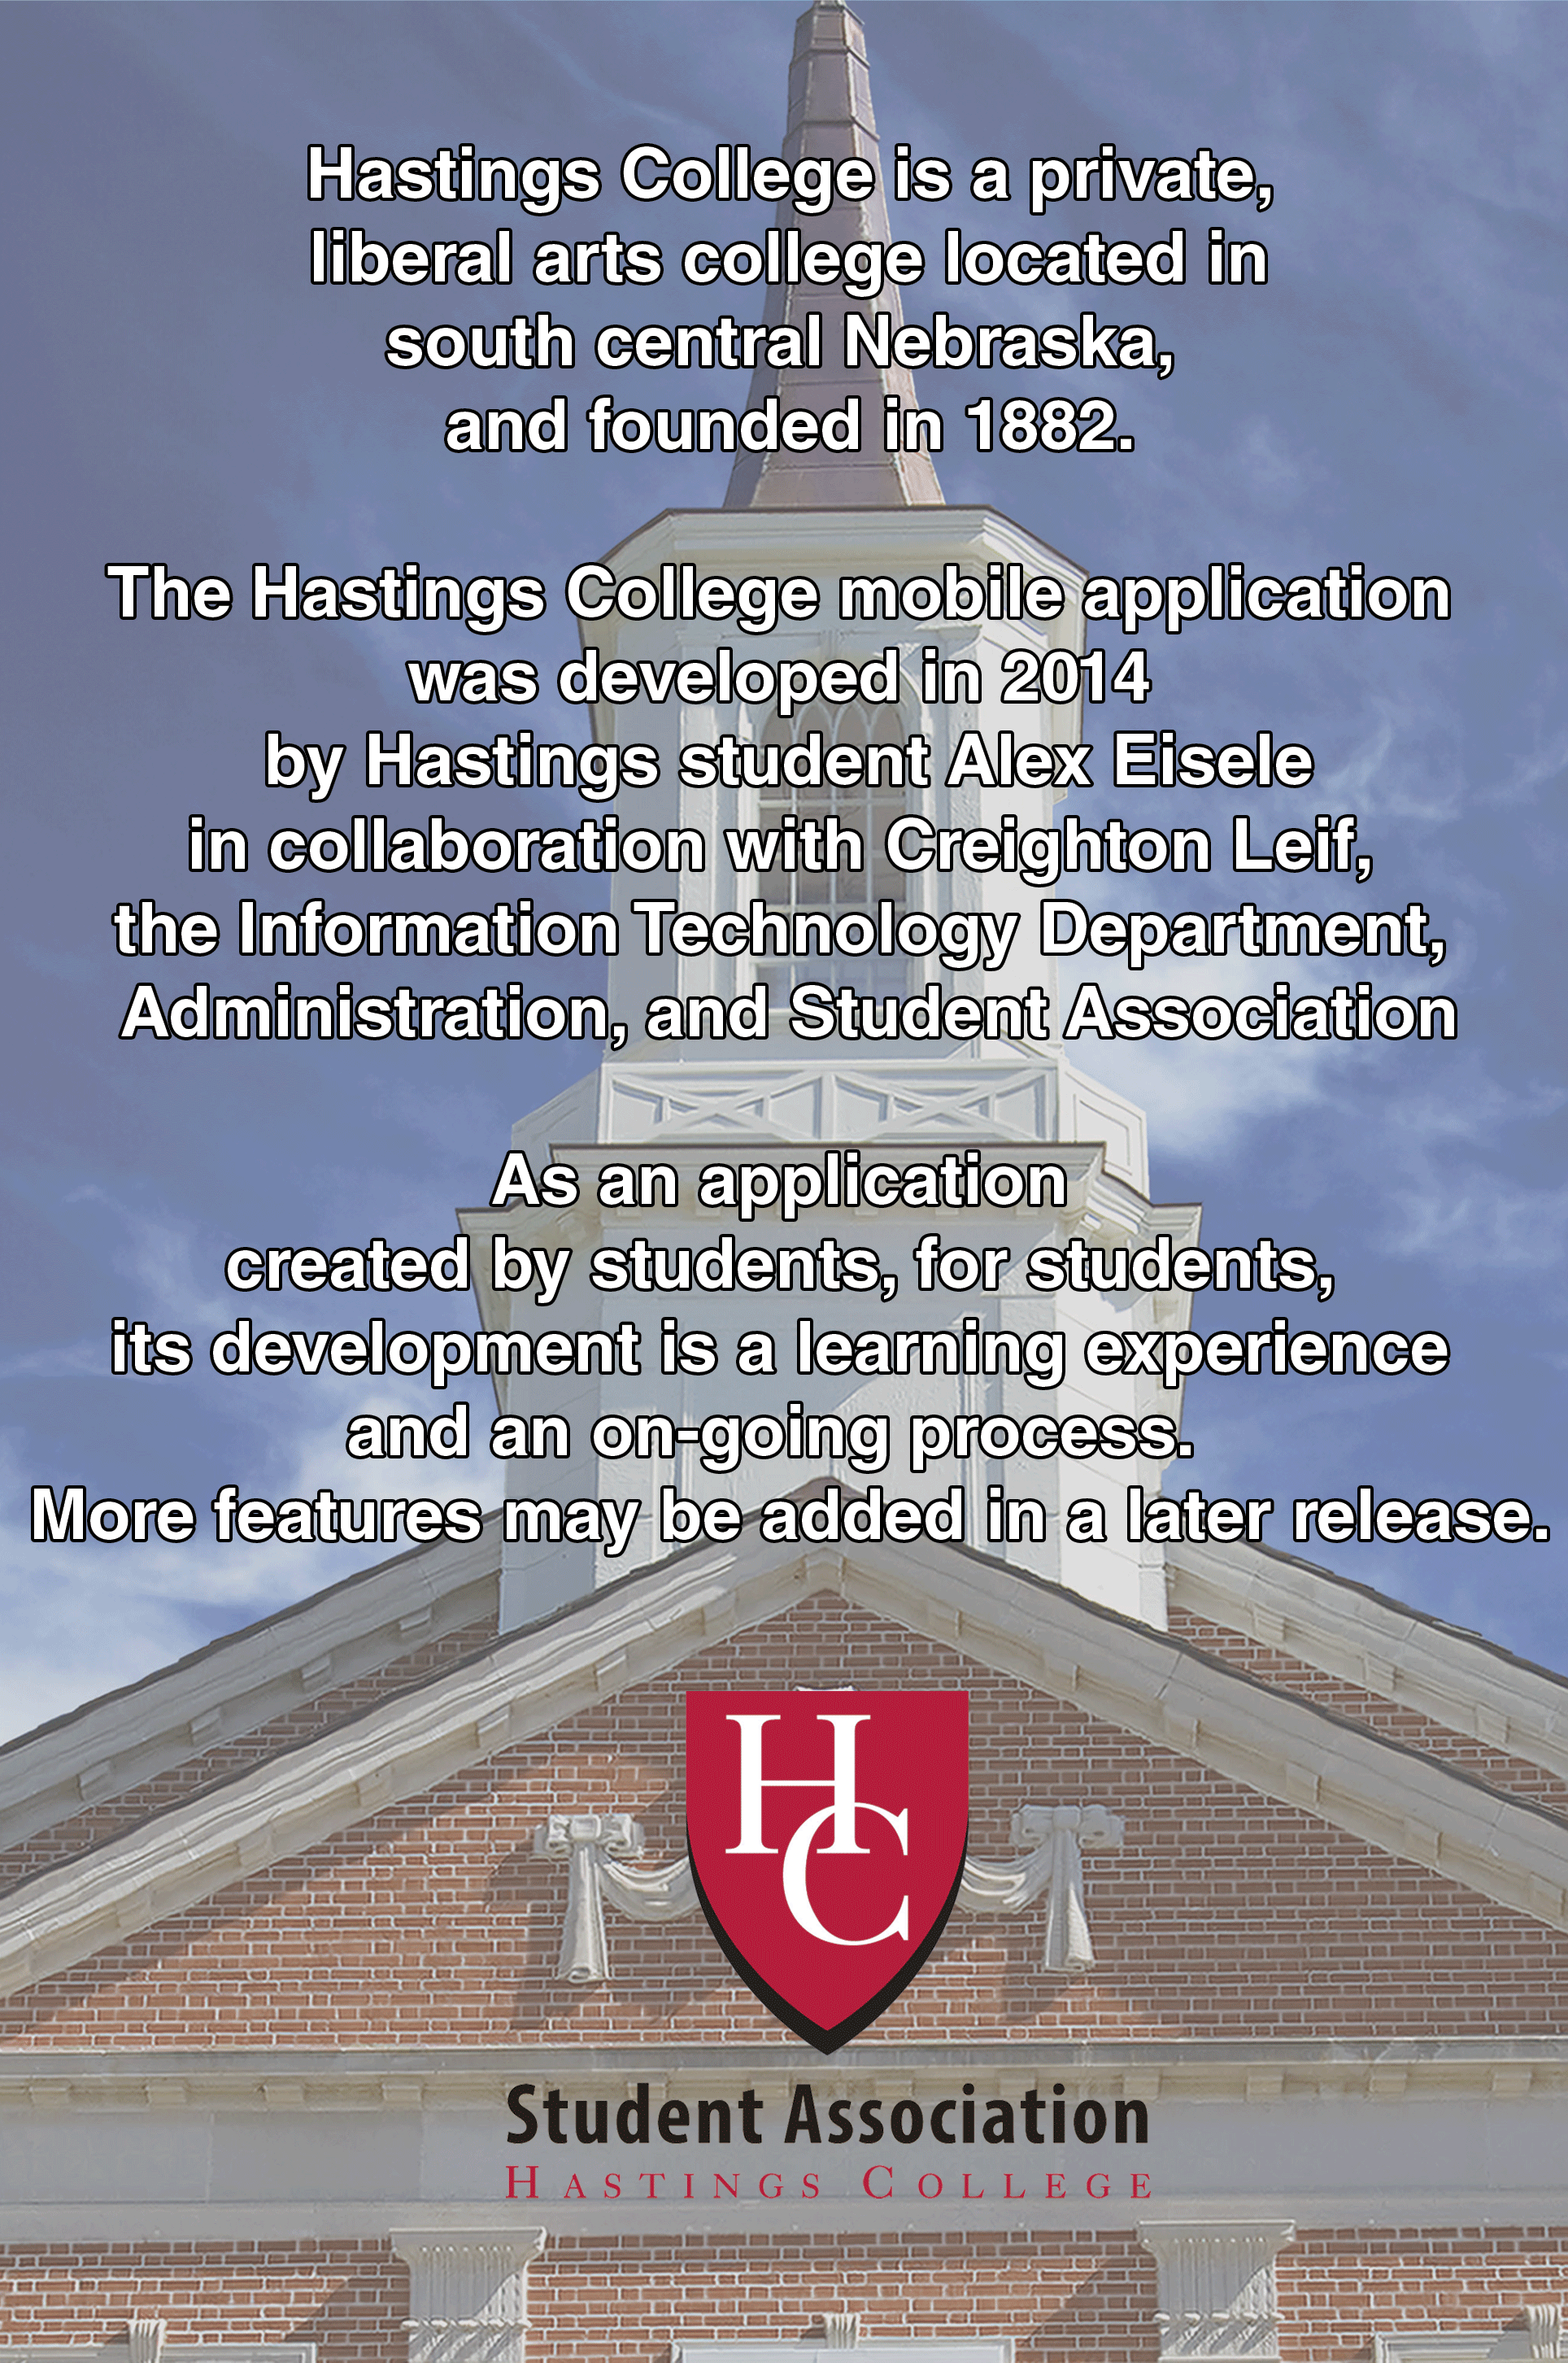 Hastings College is a private,
liberal arts college located in
south central Nebraska,
and founded in 1882.
The Hastings College mobile application
was developed in 2014
by Hastings student Alex Eisele
in collaboration with Creighton Leif,
the Information Technology Department,
Administration, and Student Association
As an application
created by students, for students,
its development is a learning experience
and an on-going process.
More features may be added in a later release.
HC
Student Association
HASTINGS COLLEGE